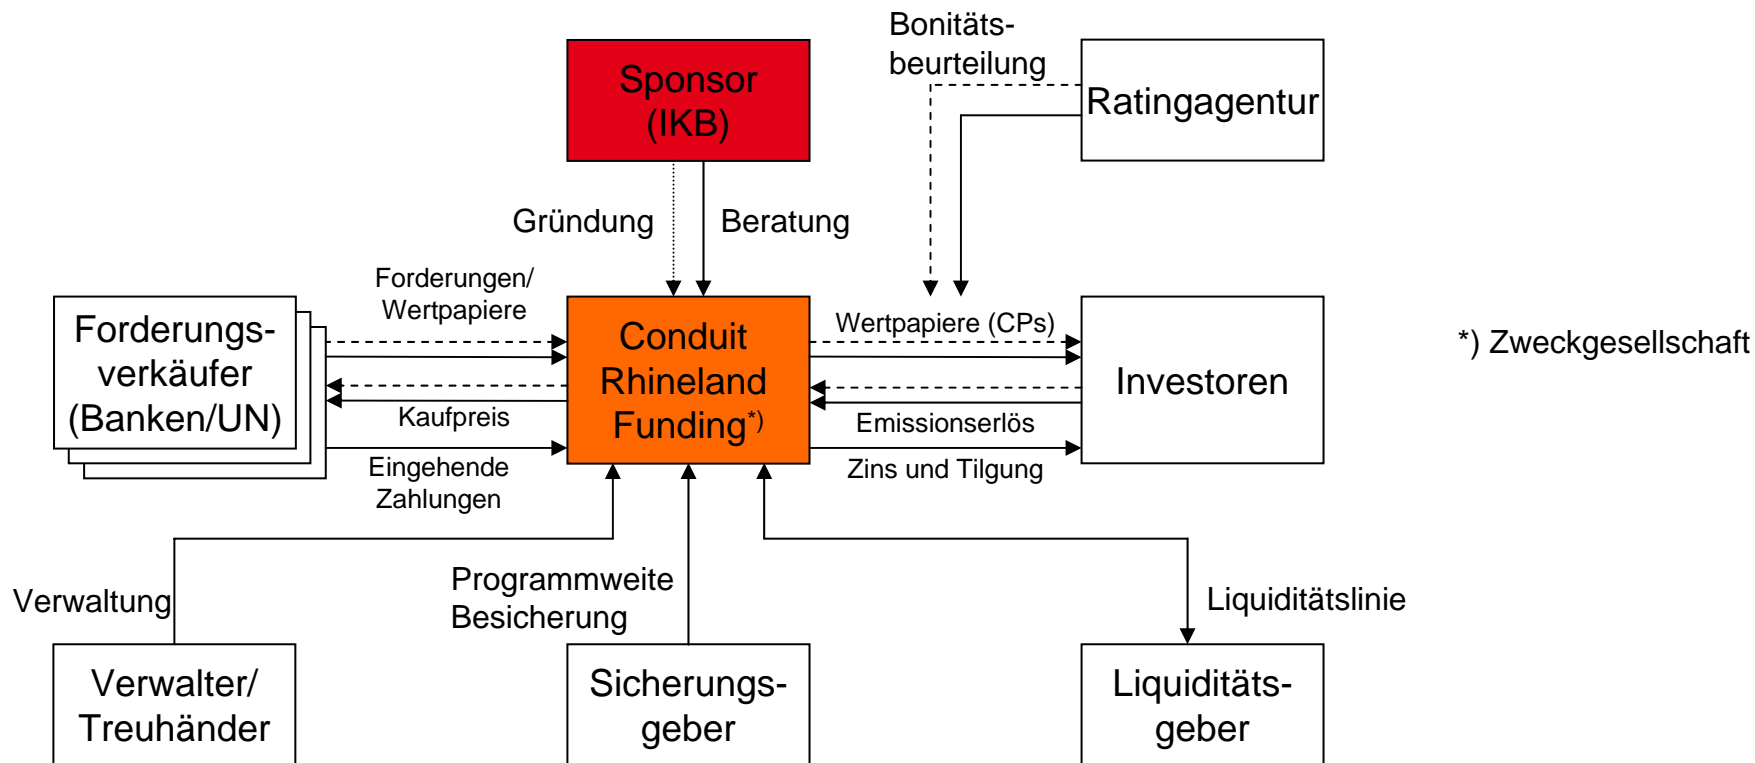 Bonitäts-
beurteilung
Sponsor
(IKB)
Ratingagentur
Gründung
Beratung
Forderungen/
Wertpapiere
Forderungs-
verkäufer
(Banken/UN)
Conduit
Rhineland
Funding*)
Wertpapiere (CPs)
Investoren
*) Zweckgesellschaft
Kaufpreis
Emissionserlös
Eingehende
Zahlungen
Zins und Tilgung
Verwaltung
Programmweite
Besicherung
Liquiditätslinie
Verwalter/
Treuhänder
Sicherungs-
geber
Liquiditäts-
geber